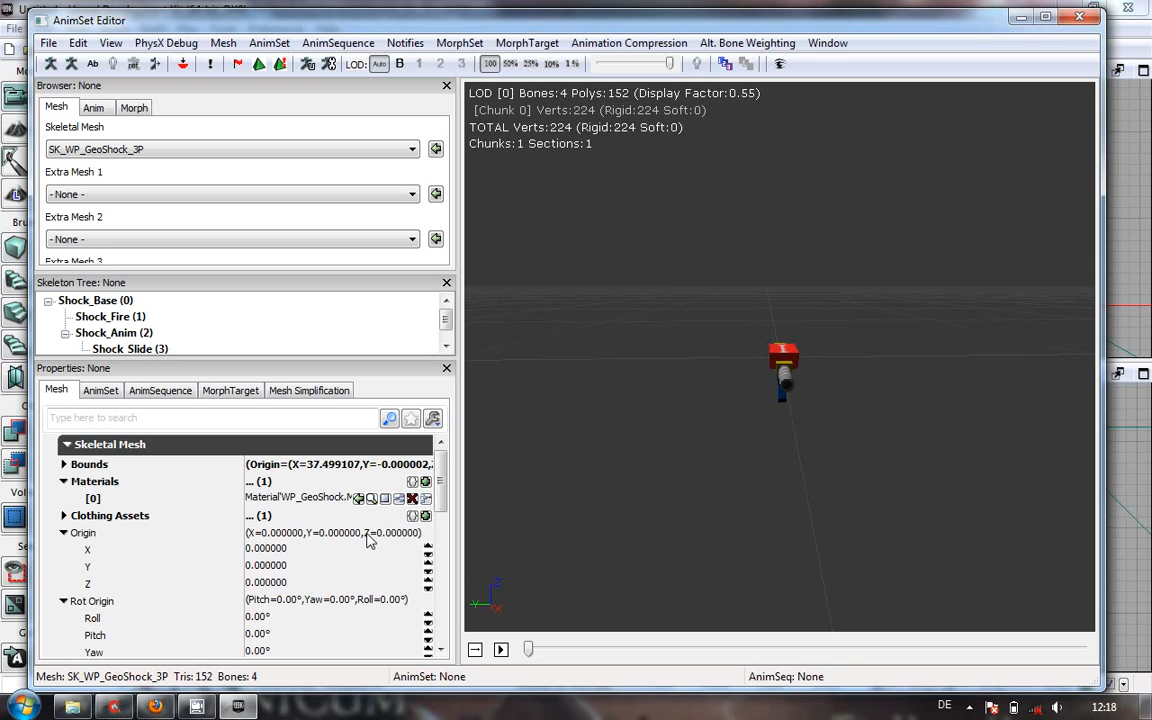 AnimSet Editor
File Edit View PhysX Debug Mesh AnimSet AnimSequence Notifies MorphSet MorphTarget Animation Compression Alt. Bone Weighting Window
Ab LOD: Auto B 1 2 3 100 50% 25% 10% 1%
Browser: None
Mesh Anim Morph
Skeletal Mesh
SK_WP_GeoShock_3P
Extra Mesh 1
- None -
Extra Mesh 2
- None -
Extra Mesh 3
Skeleton Tree: None
Shock_Base (0)
Shock_Fire (1)
Shock_Anim (2)
Shock_Slide (3)
Properties: None
Mesh AnimSet AnimSequence MorphTarget Mesh Simplification
Type here to search
Skeletal Mesh
Bounds (Origin=(X=37.499107,Y=-0.000002,
Materials ... (1)
[0] Material'WP_GeoShock.M
Clothing Assets ... (1)
Origin (X=0.000000,Y=0.000000,Z=0.000000)
X 0.000000
Y 0.000000
Z 0.000000
Rot Origin (Pitch=0.00°,Yaw=0.00°,Roll=0.00°)
Roll 0.00°
Pitch 0.00°
Yaw 0.00°
LOD [0] Bones:4 Polys:152 (Display Factor:0.55)
[Chunk 0] Verts:224 (Rigid:224 Soft:0)
TOTAL Verts:224 (Rigid:224 Soft:0)
Chunks:1 Sections:1
Z
Y
X
Mesh: SK_WP_GeoShock_3P Tris: 152 Bones: 4 AnimSet: None AnimSeq: None
DE 12:18